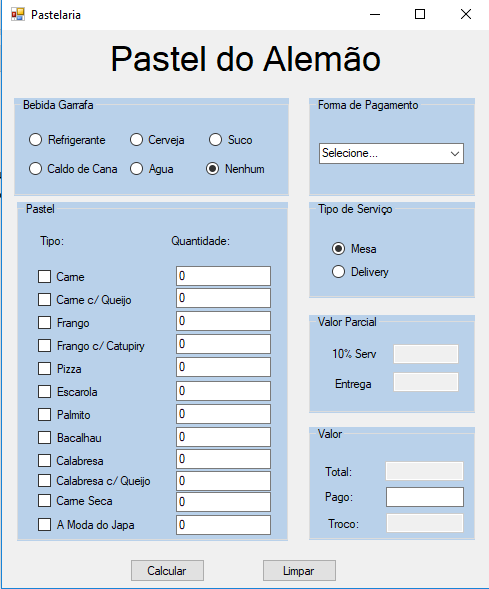 Pastelaria
Pastel do Alemão
Bebida Garrafa
Refrigerante
Cerveja
Suco
Caldo de Cana
Agua
Nenhum
Forma de Pagamento
Selecione...
Pastel
Tipo:
Quantidade:
Carne
0
Carne c/ Queijo
0
Frango
0
Frango c/ Catupiry
0
Pizza
0
Escarola
0
Palmito
0
Bacalhau
0
Calabresa
0
Calabresa c/ Queijo
0
Carne Seca
0
A Moda do Japa
0
Tipo de Serviço
Mesa
Delivery
Valor Parcial
10% Serv
Entrega
Valor
Total:
Pago:
Troco:
Calcular
Limpar